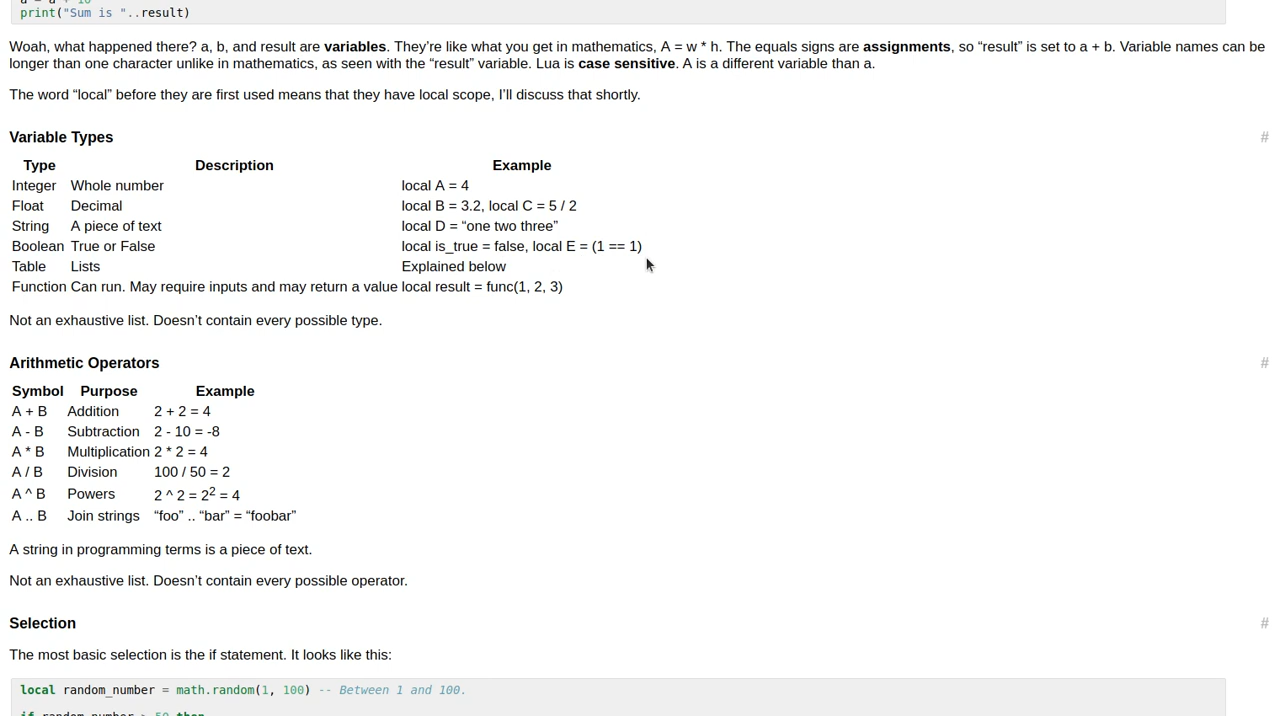 a = a + 10
print("Sum is "..result)
Woah, what happened there? a, b, and result are variables. They’re like what you get in mathematics, A = w * h. The equals signs are assignments, so “result” is set to a + b. Variable names can be
longer than one character unlike in mathematics, as seen with the “result” variable. Lua is case sensitive. A is a different variable than a.
The word “local” before they are first used means that they have local scope, I’ll discuss that shortly.
Variable Types #
Type Description Example
Integer Whole number local A = 4
Float Decimal local B = 3.2, local C = 5 / 2
String A piece of text local D = “one two three”
Boolean True or False local is_true = false, local E = (1 == 1)
Table Lists Explained below
Function Can run. May require inputs and may return a value local result = func(1, 2, 3)
Not an exhaustive list. Doesn’t contain every possible type.
Arithmetic Operators #
Symbol Purpose Example
A + B Addition 2 + 2 = 4
A - B Subtraction 2 - 10 = -8
A * B Multiplication 2 * 2 = 4
A / B Division 100 / 50 = 2
A ^ B Powers 2 ^ 2 = 2² = 4
A .. B Join strings “foo” .. “bar” = “foobar”
A string in programming terms is a piece of text.
Not an exhaustive list. Doesn’t contain every possible operator.
Selection #
The most basic selection is the if statement. It looks like this:
local random_number = math.random(1, 100) -- Between 1 and 100.
if random_number > 50 then